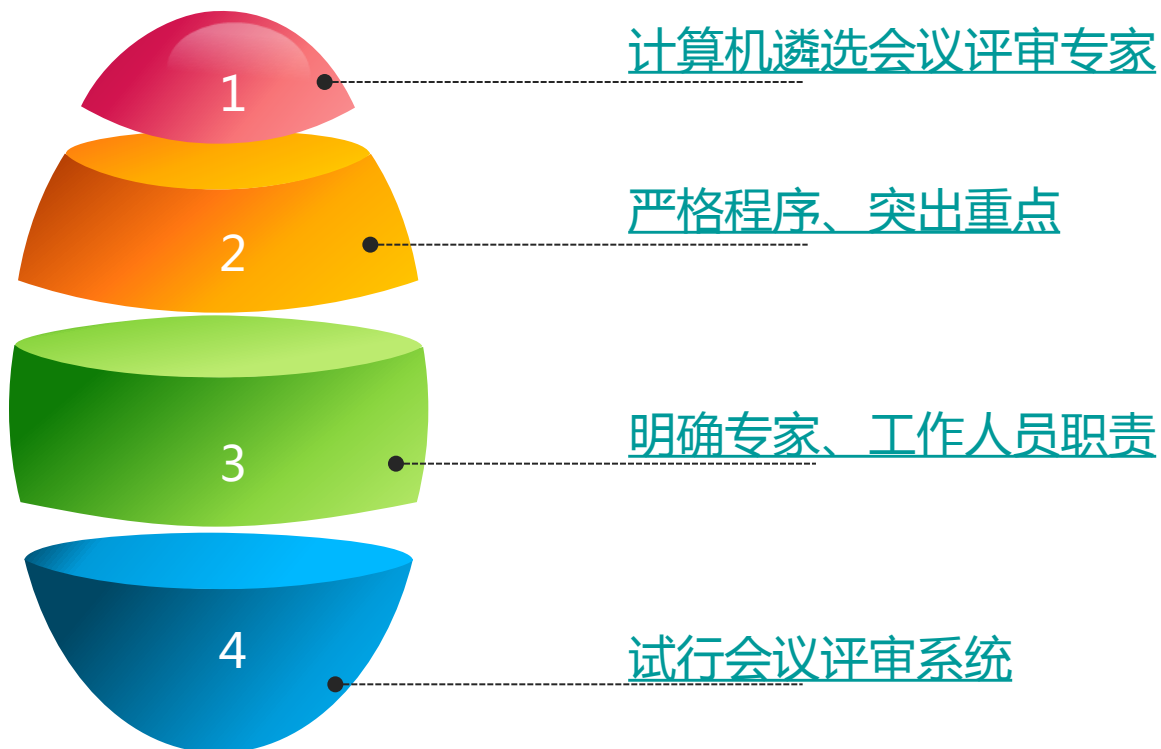 1
计算机遴选会议评审专家
2
严格程序、突出重点
3
明确专家、工作人员职责
4
试行会议评审系统